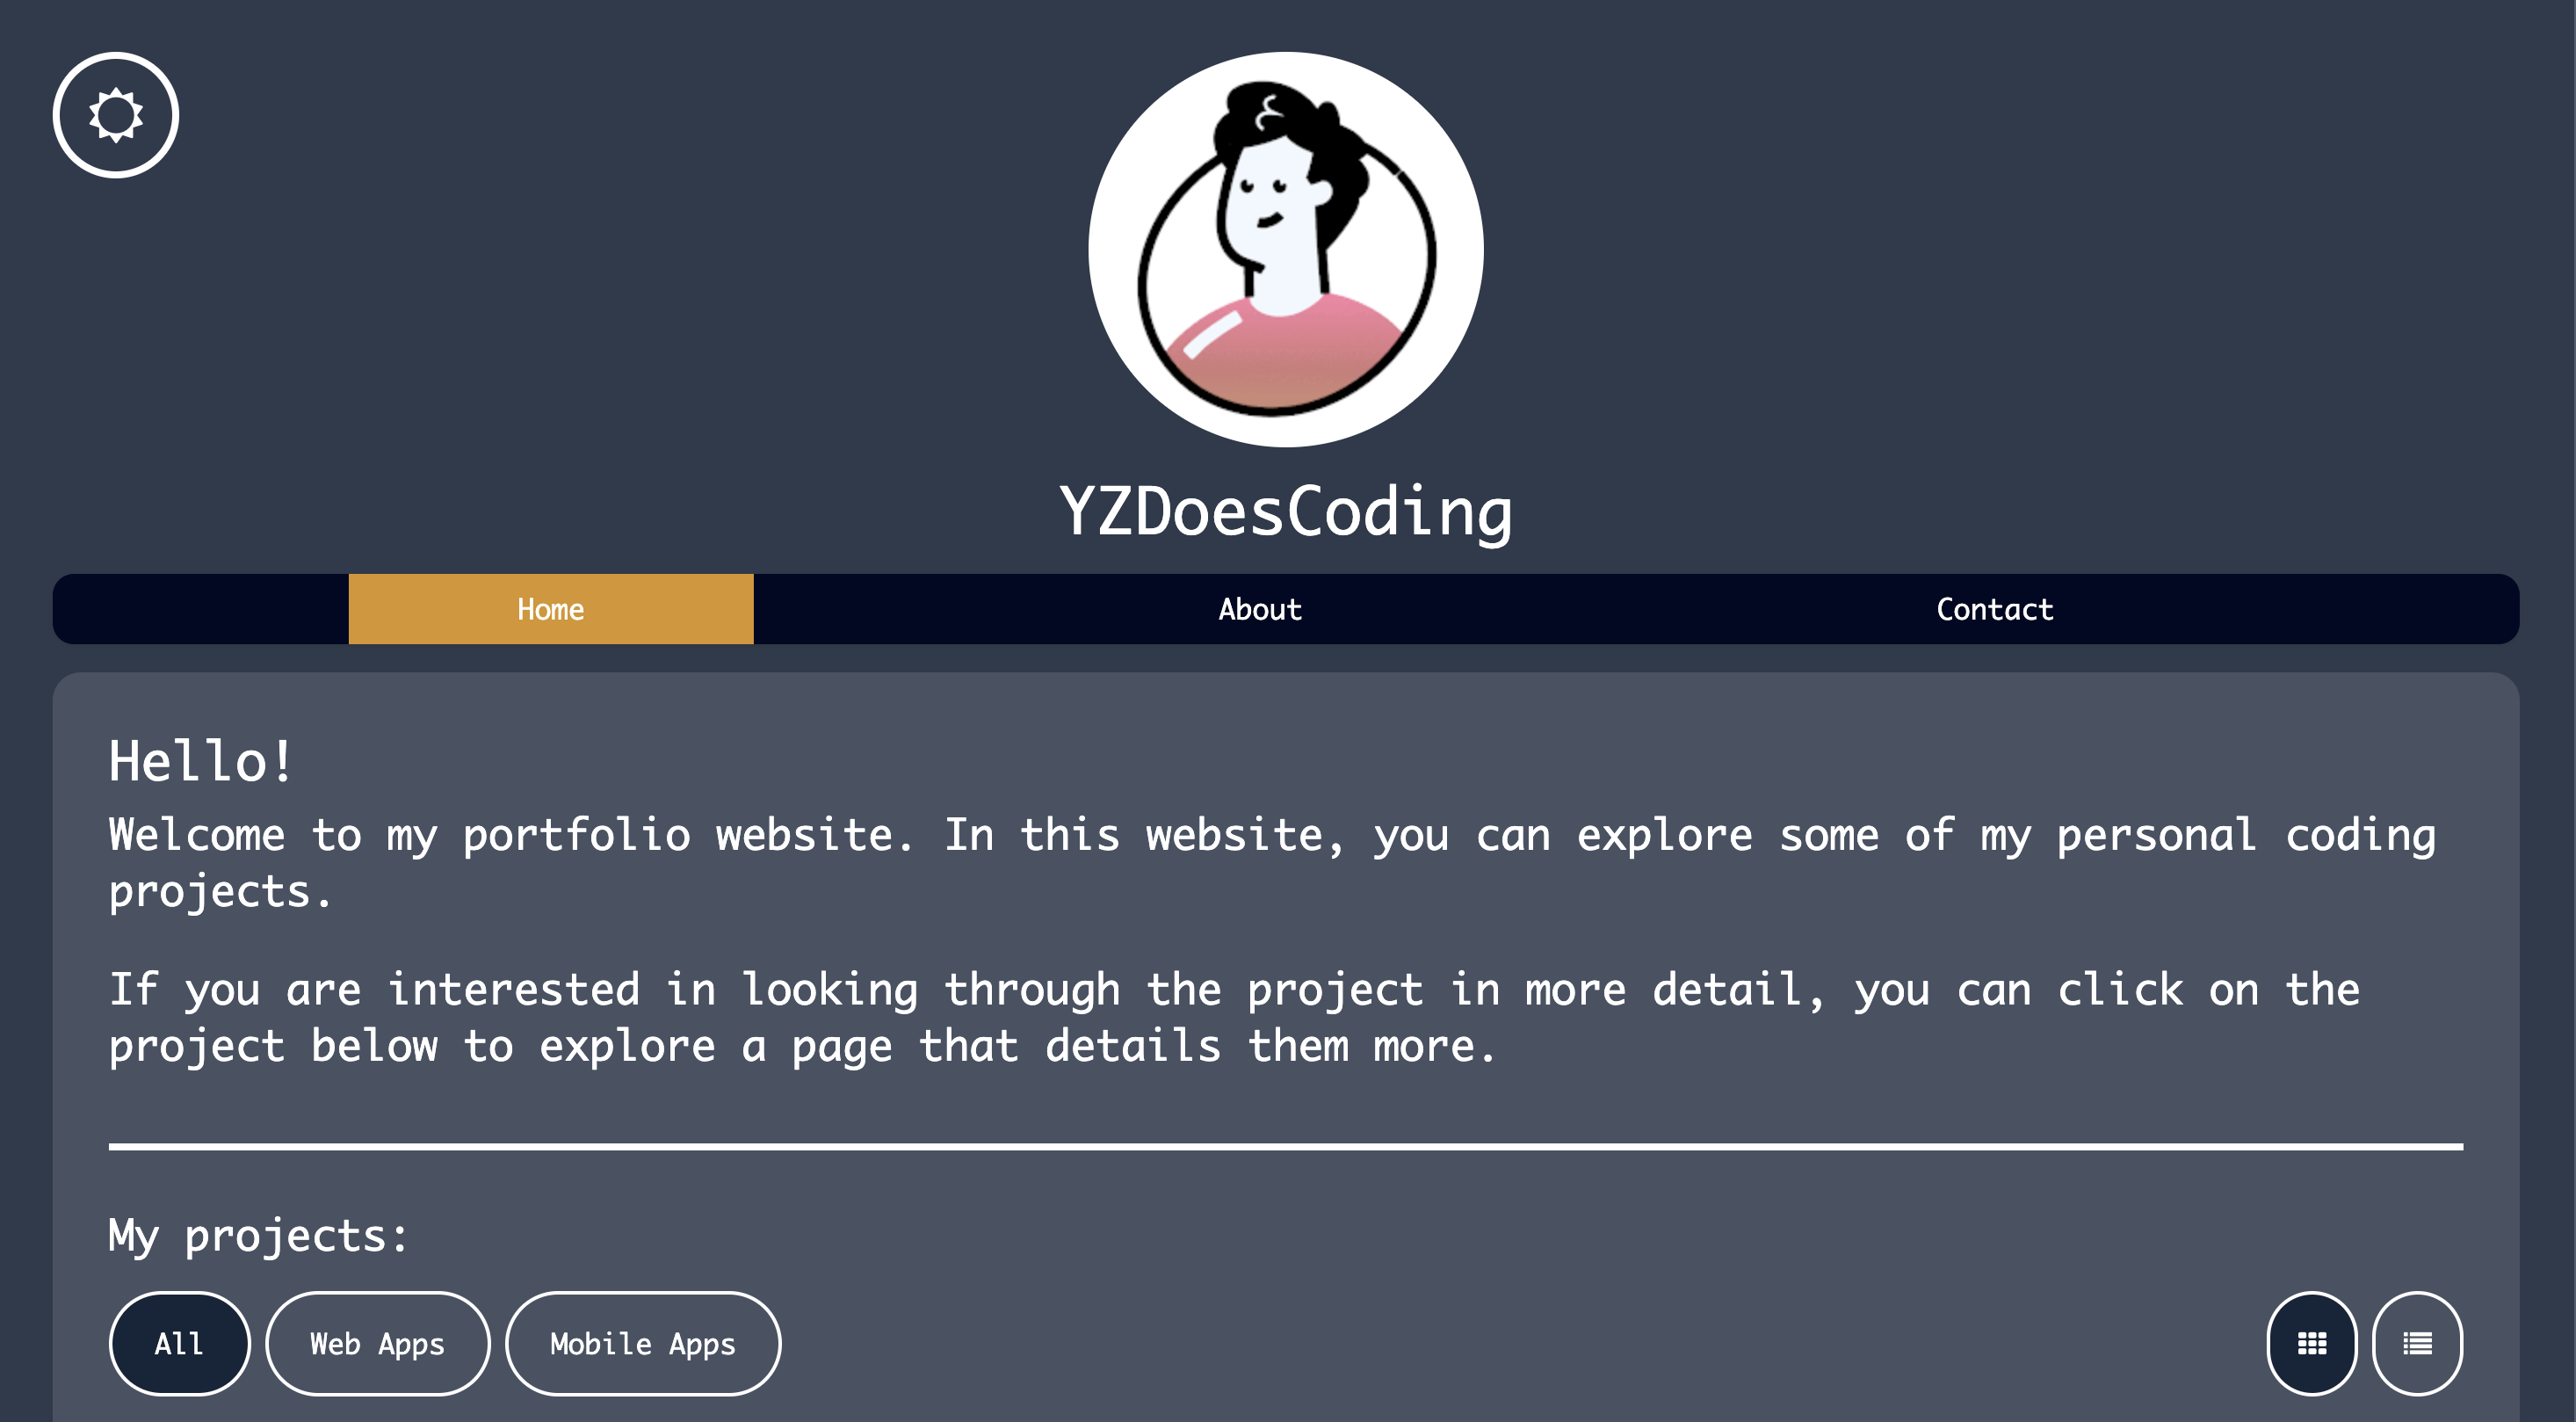 YZDoesCoding
Home About Contact
Hello!
Welcome to my portfolio website. In this website, you can explore some of my personal coding
projects.
If you are interested in looking through the project in more detail, you can click on the
project below to explore a page that details them more.
My projects:
All Web Apps Mobile Apps